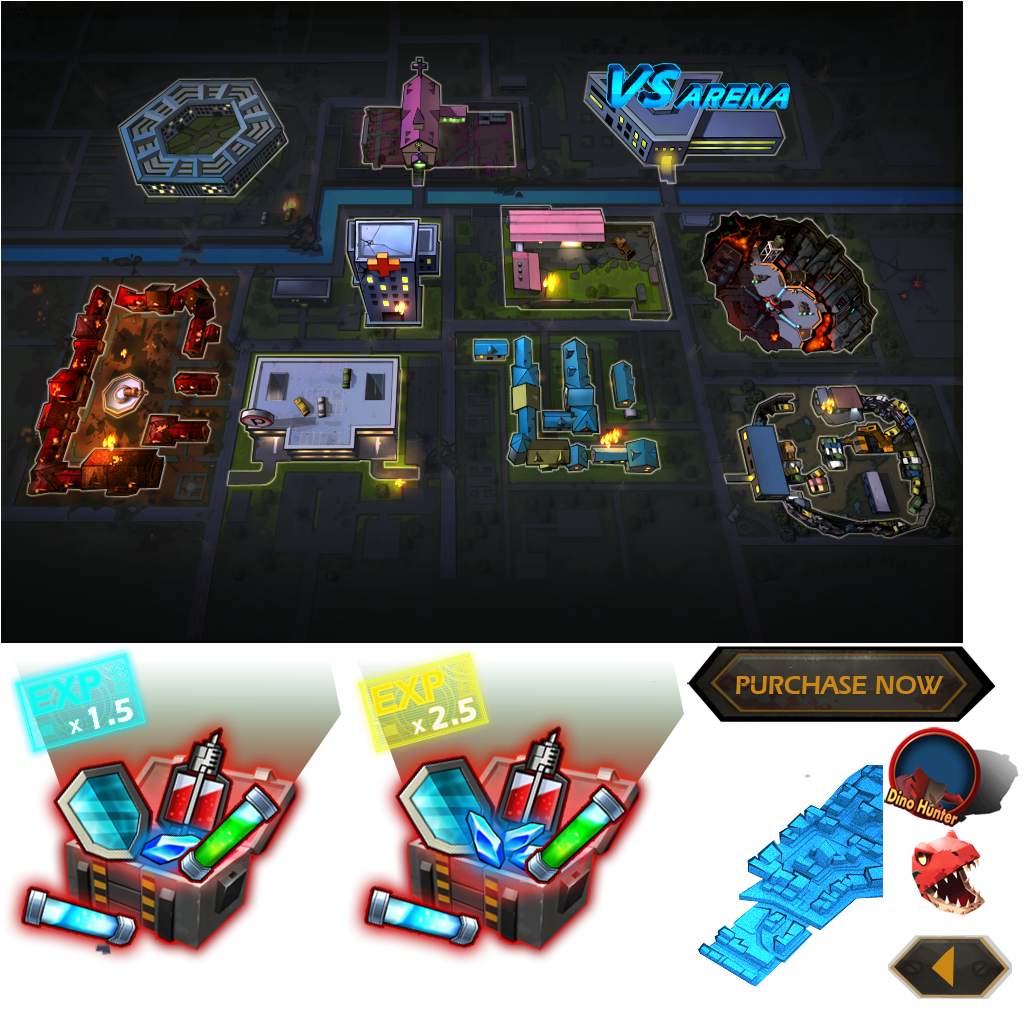 VS ARENA
EXP
x 1.5
EXP
x 2.5
PURCHASE NOW
Dino Hunter
P